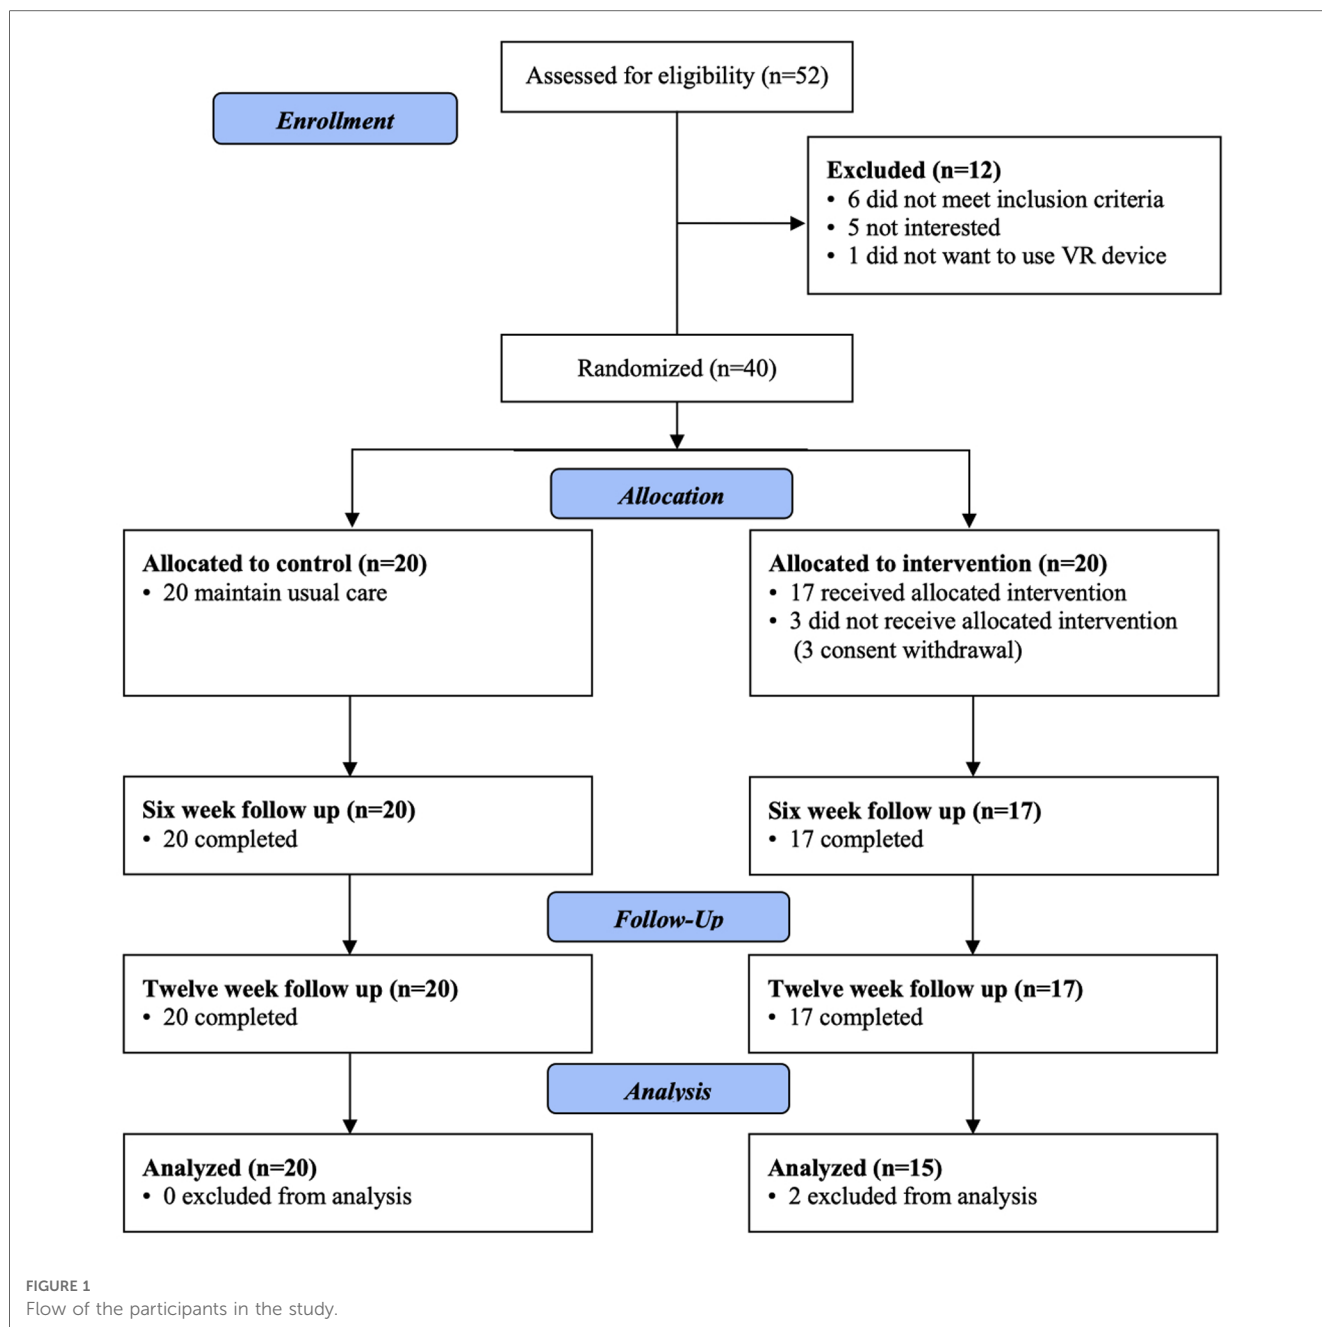 Assessed for eligibility (n=52)
Enrollment
Excluded (n=12)
• 6 did not meet inclusion criteria
• 5 not interested
• 1 did not want to use VR device
Randomized (n=40)
Allocation
Allocated to control (n=20)
• 20 maintain usual care
Allocated to intervention (n=20)
• 17 received allocated intervention
• 3 did not receive allocated intervention
(3 consent withdrawal)
Six week follow up (n=20)
• 20 completed
Six week follow up (n=17)
• 17 completed
Follow-Up
Twelve week follow up (n=20)
• 20 completed
Twelve week follow up (n=17)
• 17 completed
Analysis
Analyzed (n=20)
• 0 excluded from analysis
Analyzed (n=15)
• 2 excluded from analysis
FIGURE 1
Flow of the participants in the study.